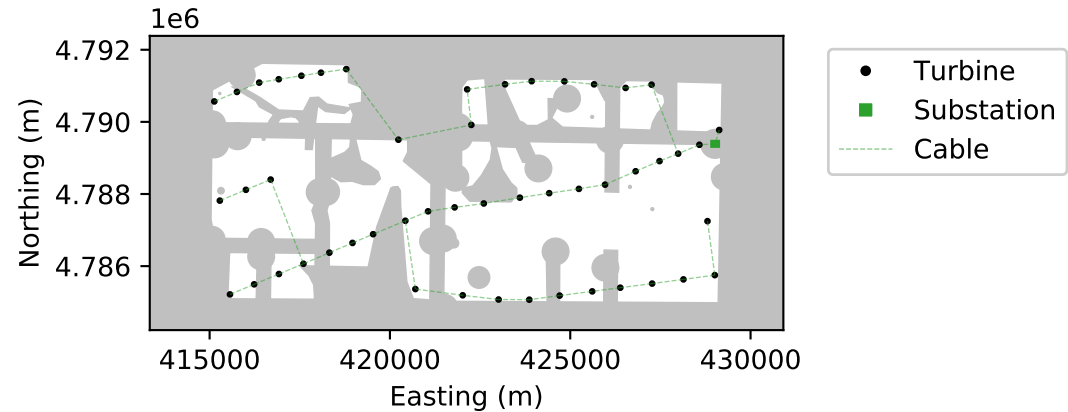 1e6
4.792
4.790
4.788
4.786
Northing (m)
415000 420000 425000 430000
Easting (m)
Turbine
Substation
Cable